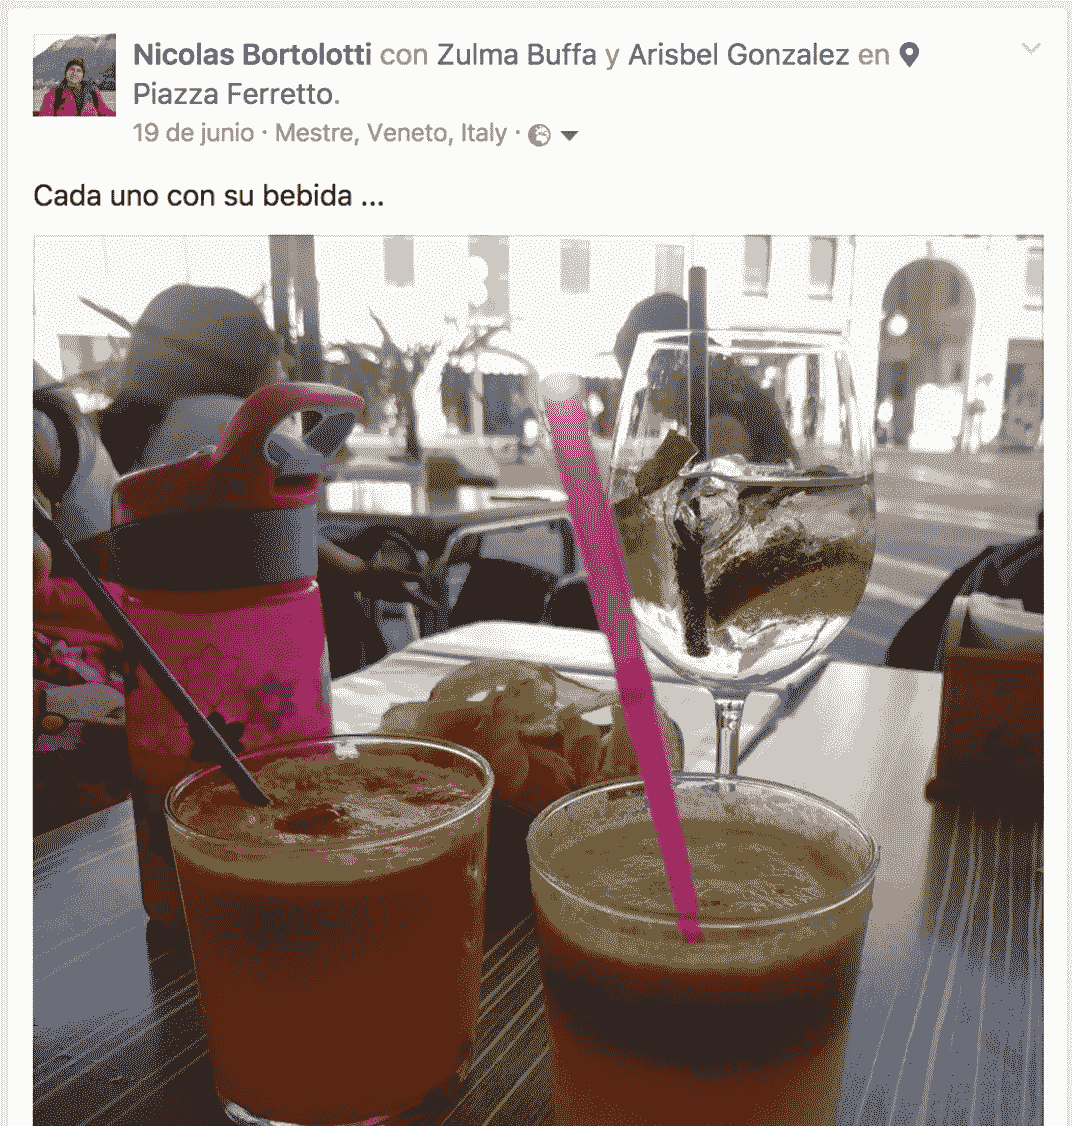 Nicolas Bortolotti con Zulma Buffa y Arisbel Gonzalez en
Piazza Ferretto.
19 de junio · Mestre, Veneto, Italy ·
Cada uno con su bebida ...